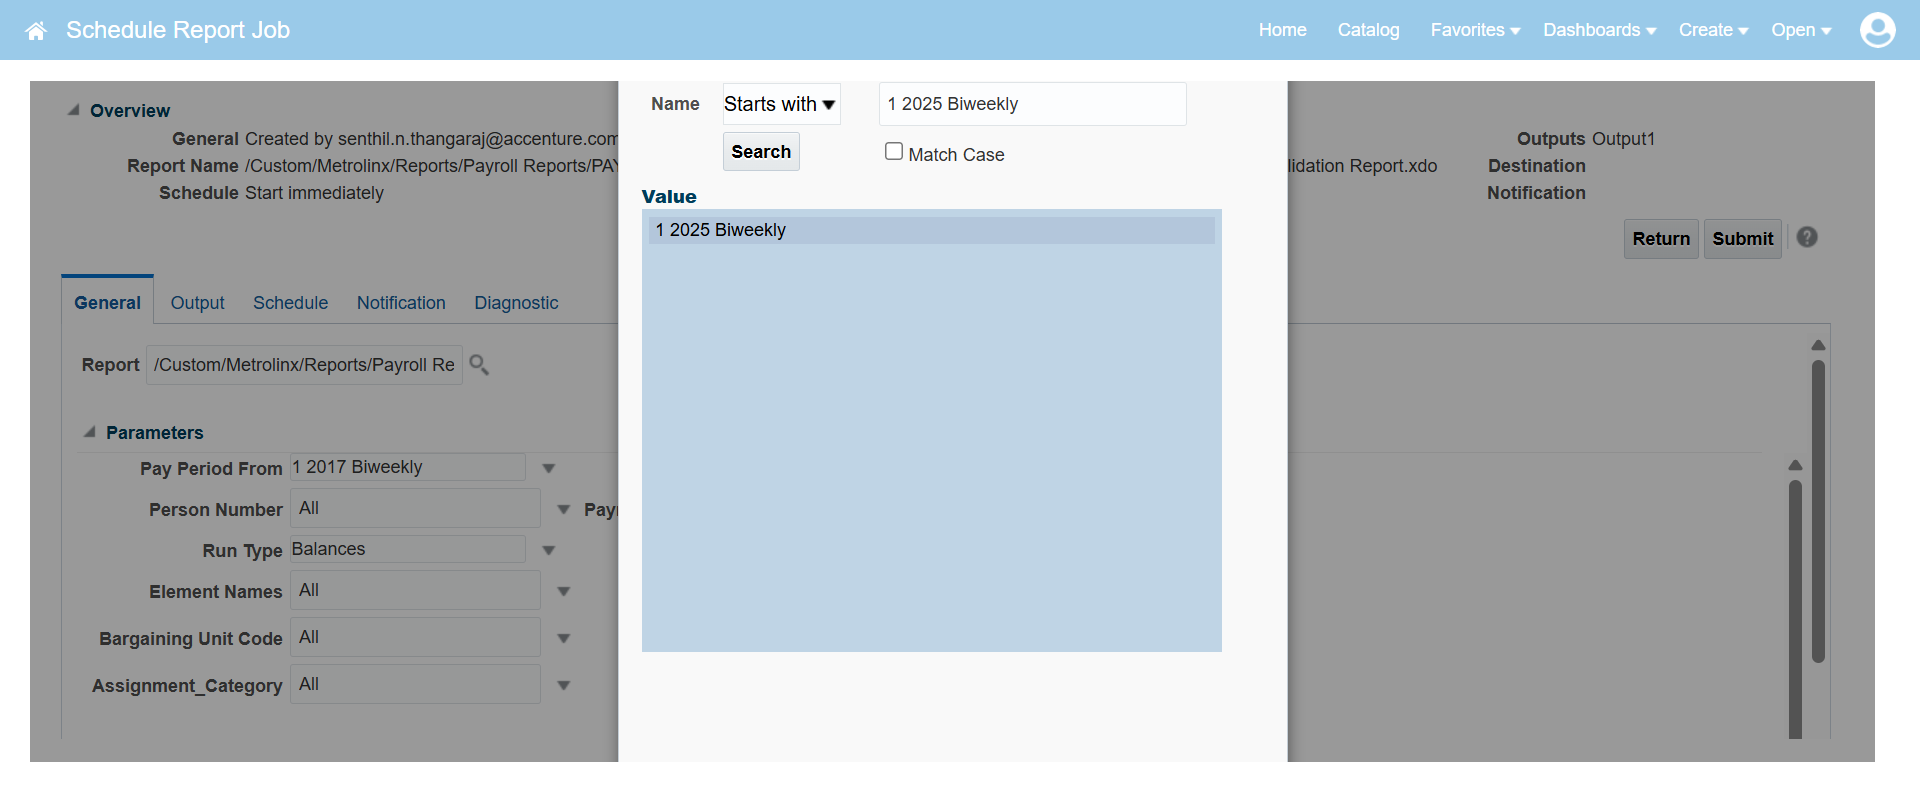 Schedule Report Job
Home Catalog Favorites Dashboards Create Open
Overview
General Created by senthil.n.thangaraj@accenture.com
Report Name /Custom/Metrolinx/Reports/Payroll Reports/PAY
Schedule Start immediately
Name Starts with 1 2025 Biweekly
Search Match Case
Value
1 2025 Biweekly
Outputs Output1
lidation Report.xdo Destination
Notification
Return Submit
General Output Schedule Notification Diagnostic
Report /Custom/Metrolinx/Reports/Payroll Re
Parameters
Pay Period From 1 2017 Biweekly
Person Number All Payr
Run Type Balances
Element Names All
Bargaining Unit Code All
Assignment_Category All